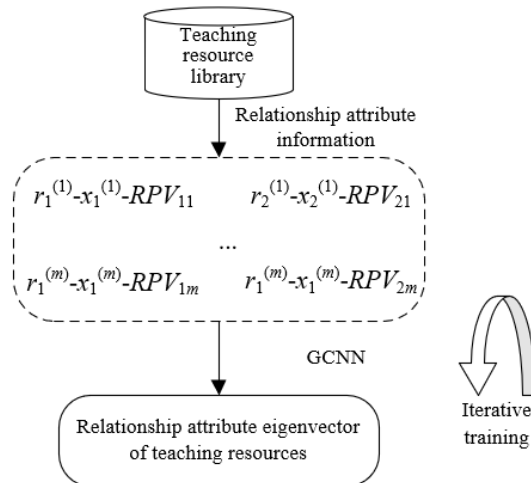 Teaching
resource
library
Relationship attribute
information
r₁⁽¹⁾-x₁⁽¹⁾-RPV₁₁ r₂⁽¹⁾-x₂⁽¹⁾-RPV₂₁
...
r₁⁽ᵐ⁾-x₁⁽ᵐ⁾-RPV₁ₘ r₁⁽ᵐ⁾-x₁⁽ᵐ⁾-RPV₂ₘ
GCNN
Relationship attribute eigenvector
of teaching resources
Iterative
training